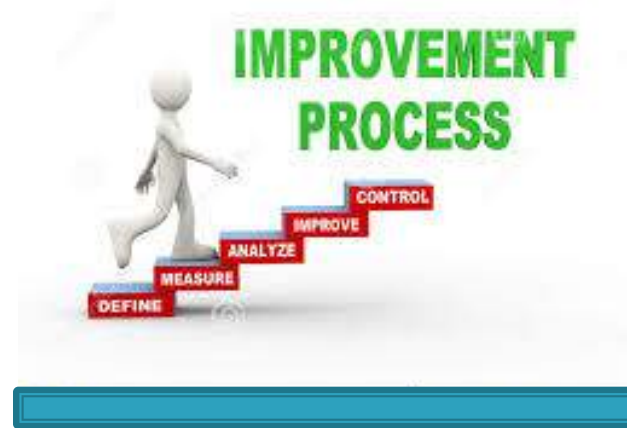 IMPROVEMENT
PROCESS
CONTROL
IMPROVE
ANALYZE
MEASURE
DEFINE